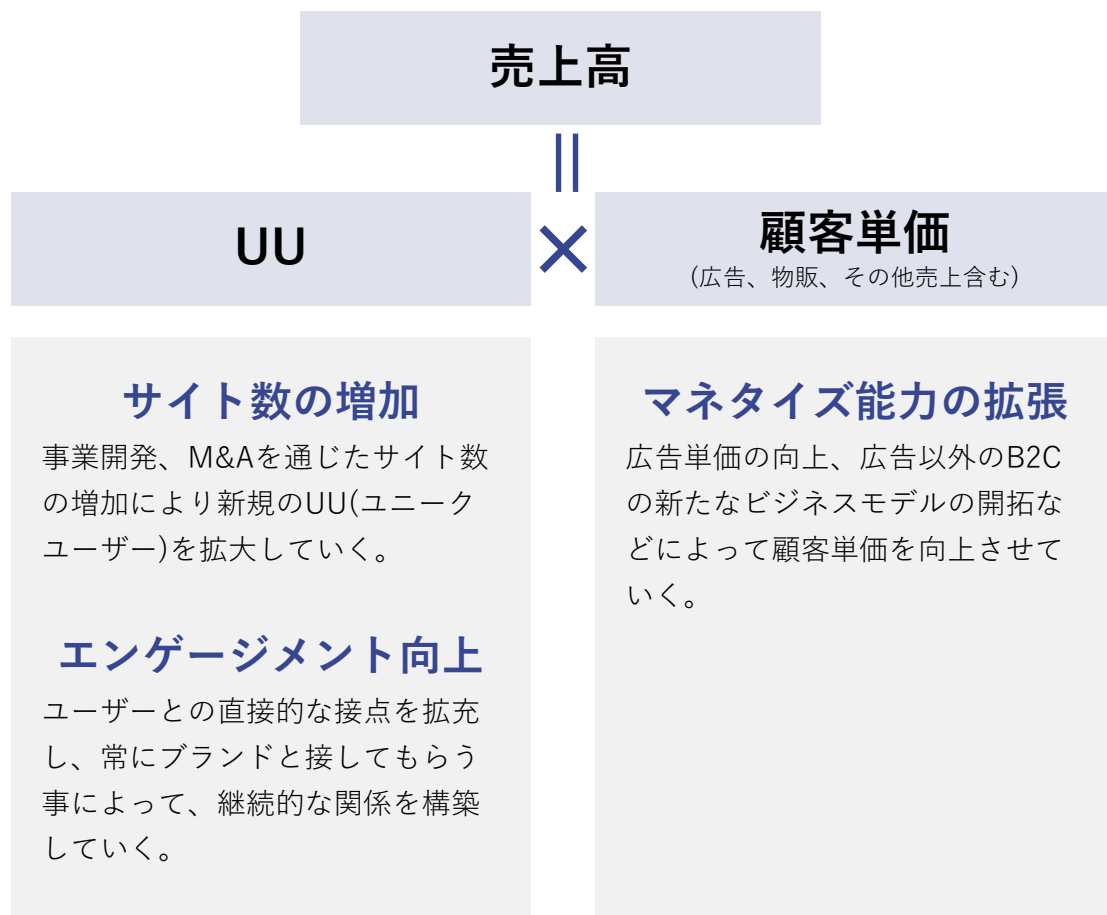 売上高
UU
×
顧客単価
(広告、物販、その他売上含む)
サイト数の増加
事業開発、M&Aを通じたサイト数
の増加により新規のUU(ユニーク
ユーザー)を拡大していく。
エンゲージメント向上
ユーザーとの直接的な接点を拡充
し、常にブランドと接してもらう
事によって、継続的な関係を構築
していく。
マネタイズ能力の拡張
広告単価の向上、広告以外のB2C
の新たなビジネスモデルの開拓な
どによって顧客単価を向上させて
いく。